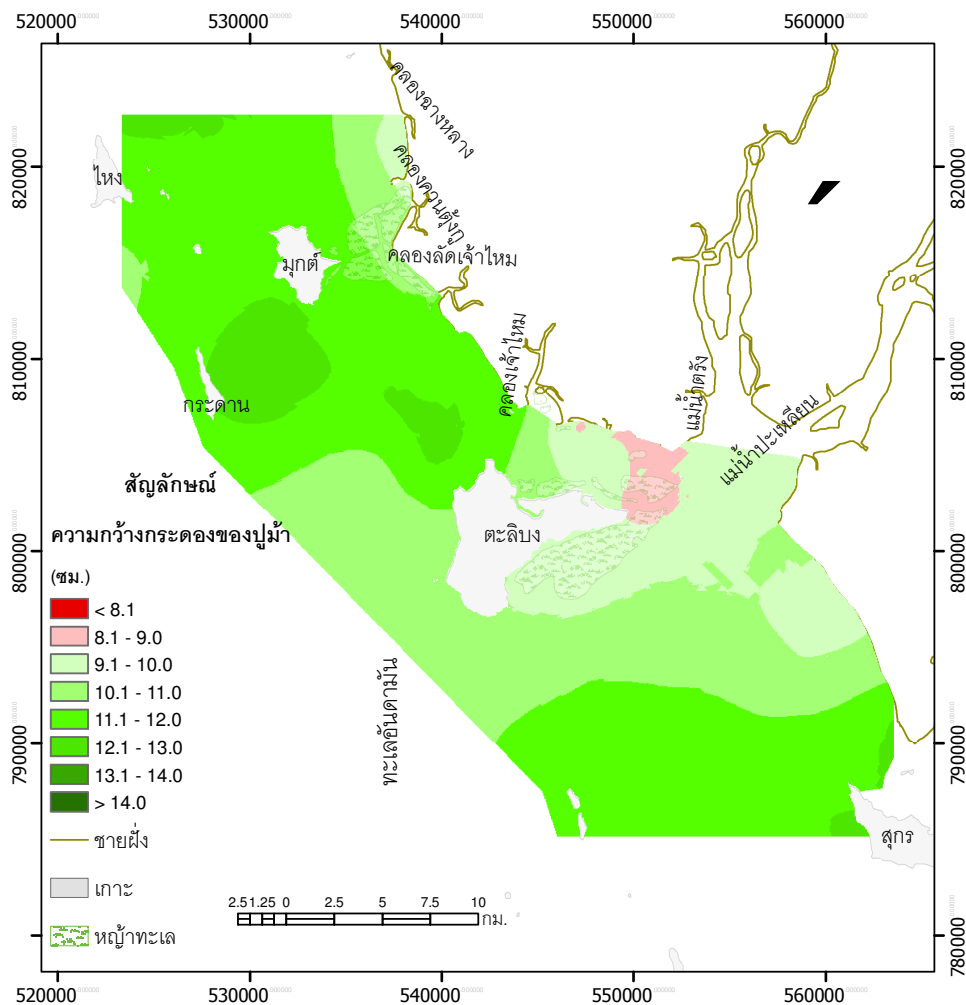 520000 530000 540000 550000 560000
820000
810000
800000
790000
780000
820000
810000
800000
790000
780000
คลองฉางหลาง
คลองควนตุ้งกู
คลองลัดเจ้าไหม
ไหง
มุกต์
คลองเจ้าไหม
แม่น้ำตรัง
แม่น้ำปะเหลียน
กระดาน
ตะลิบง
ทะเลอันดามัน
สุกร
สัญลักษณ์
ความกว้างกระดองของปูม้า
(ซม.)
< 8.1
8.1 - 9.0
9.1 - 10.0
10.1 - 11.0
11.1 - 12.0
12.1 - 13.0
13.1 - 14.0
> 14.0
ชายฝั่ง
เกาะ
หญ้าทะเล
2.5 1.25 0 2.5 5 7.5 10
กม.
520000 530000 540000 550000 560000